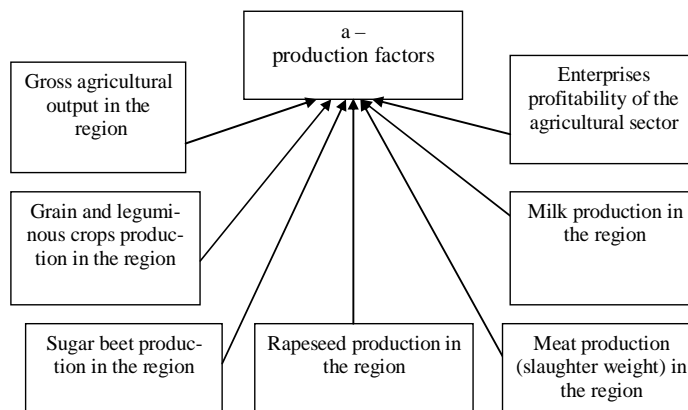 a –
production factors
Gross agricultural
output in the
region
Enterprises
profitability of the
agricultural sector
Grain and legumi-
nous crops produc-
tion in the region
Milk production in
the region
Sugar beet produc-
tion in the region
Rapeseed production in
the region
Meat production
(slaughter weight) in
the region